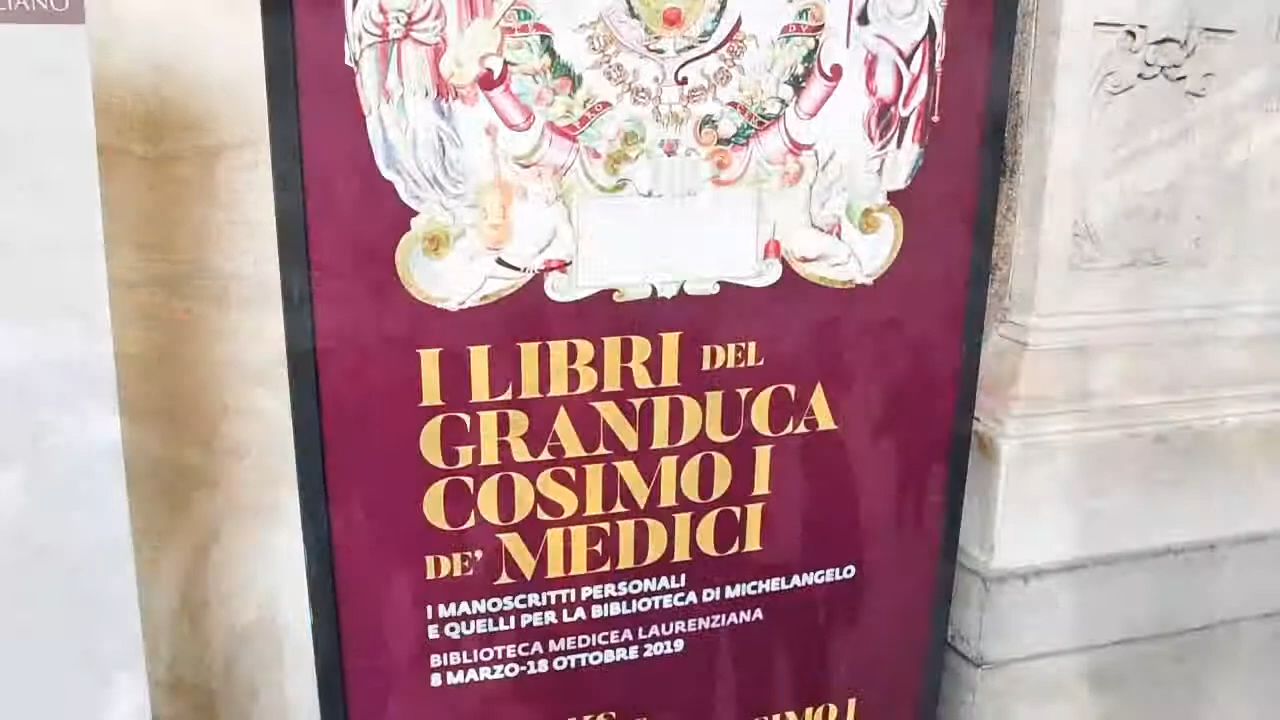 I LIBRI DEL
GRANDUCA
COSIMO I
DE' MEDICI
I MANOSCRITTI PERSONALI
E QUELLI PER LA BIBLIOTECA DI MICHELANGELO
BIBLIOTECA MEDICEA LAURENZIANA
8 MARZO-18 OTTOBRE 2019